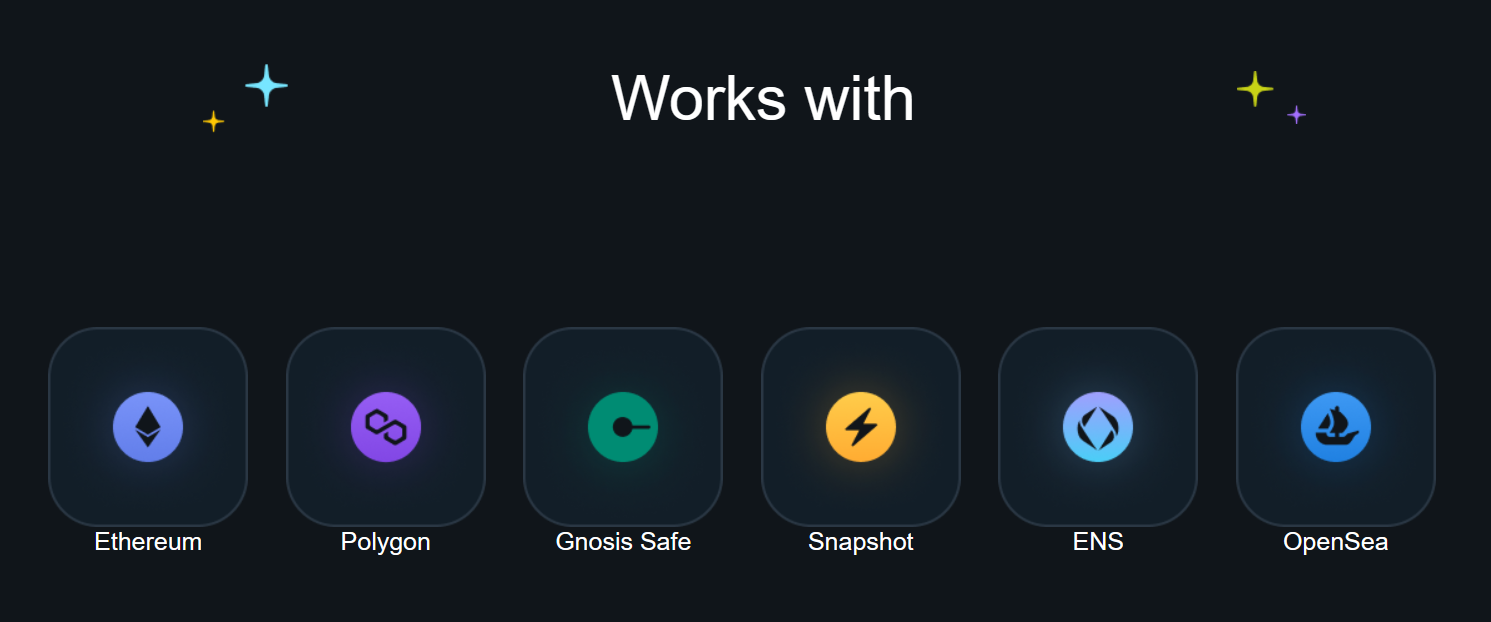 Works with
Ethereum
Polygon
Gnosis Safe
Snapshot
ENS
OpenSea